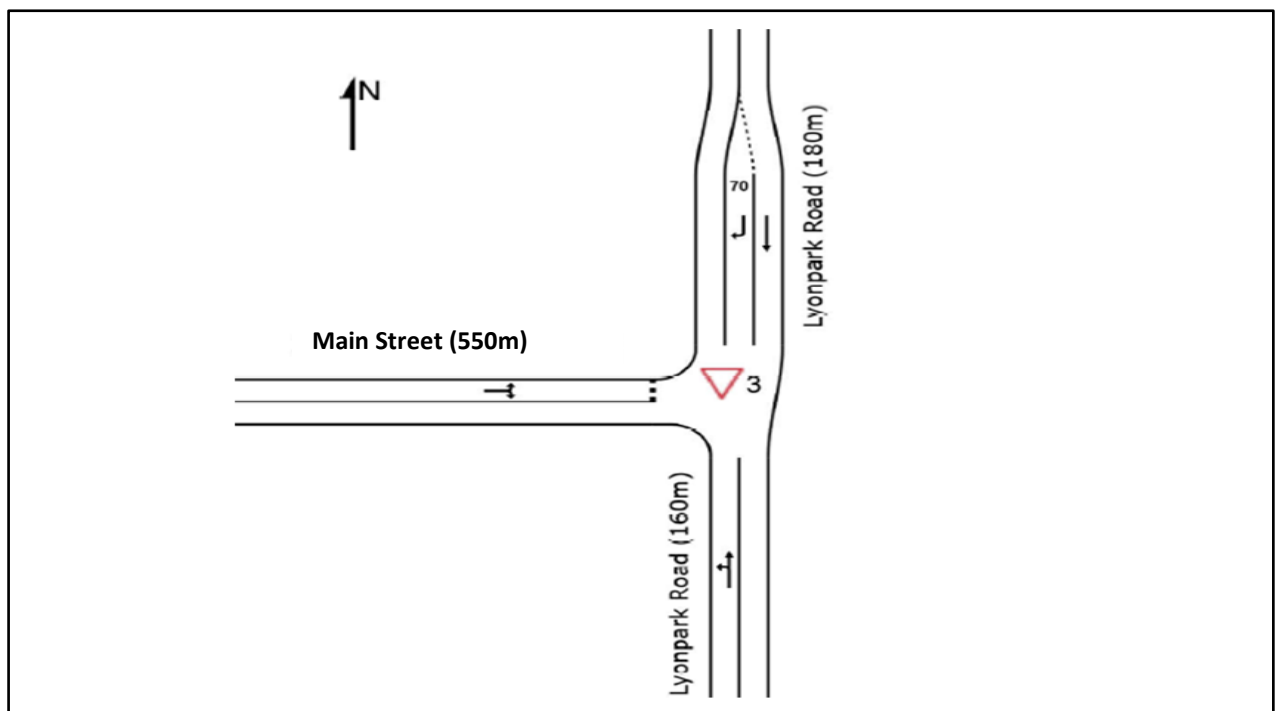 N
Lyonpark Road (180m)
70
Main Street (550m)
3
Lyonpark Road (160m)